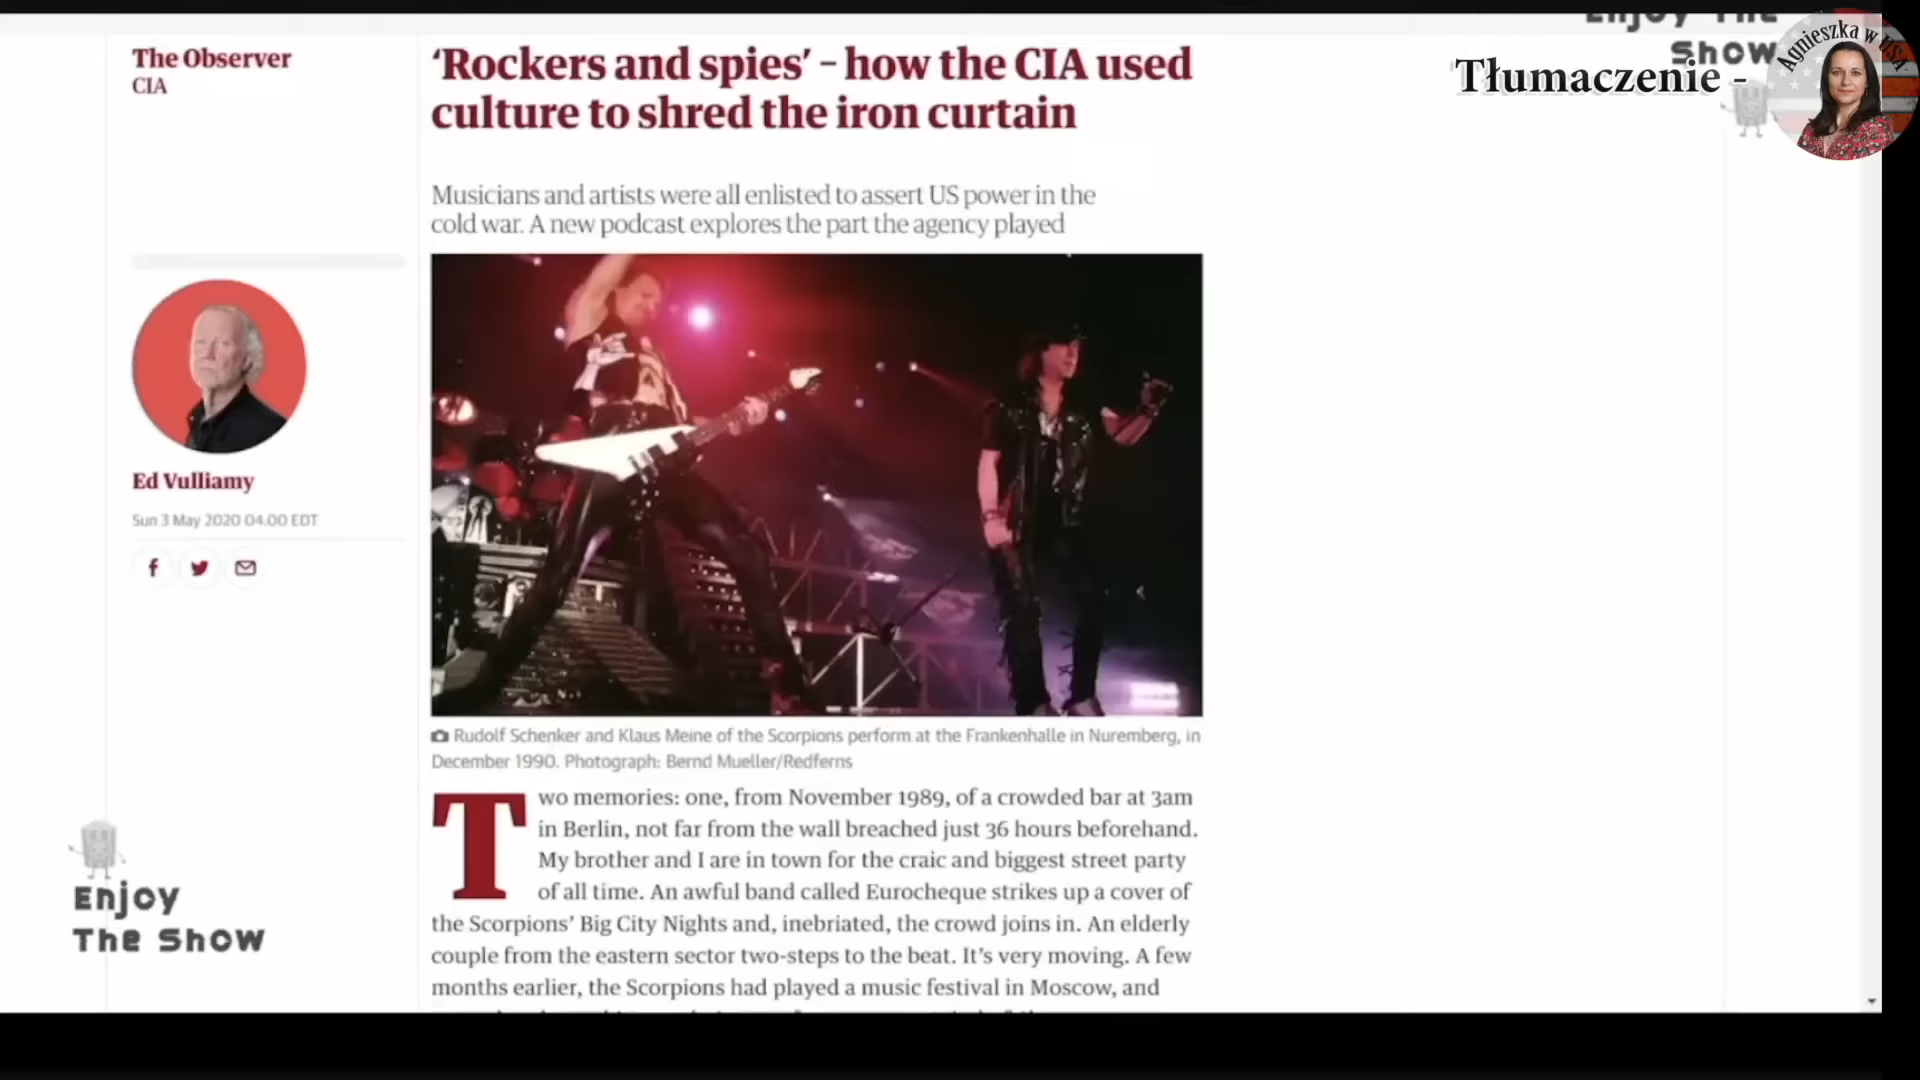 Enjoy The
Show
Agnieszka w USA
Tłumaczenie -
The Observer
CIA
‘Rockers and spies’ – how the CIA used
culture to shred the iron curtain
Musicians and artists were all enlisted to assert US power in the
cold war. A new podcast explores the part the agency played
Ed Vulliamy
Sun 3 May 2020 04.00 EDT
Rudolf Schenker and Klaus Meine of the Scorpions perform at the Frankenhalle in Nuremberg, in
December 1990. Photograph: Bernd Mueller/Redferns
Two memories: one, from November 1989, of a crowded bar at 3am
in Berlin, not far from the wall breached just 36 hours beforehand.
My brother and I are in town for the craic and biggest street party
of all time. An awful band called Eurocheque strikes up a cover of
the Scorpions’ Big City Nights and, inebriated, the crowd joins in. An elderly
couple from the eastern sector two-steps to the beat. It’s very moving. A few
months earlier, the Scorpions had played a music festival in Moscow, and
Enjoy
The Show